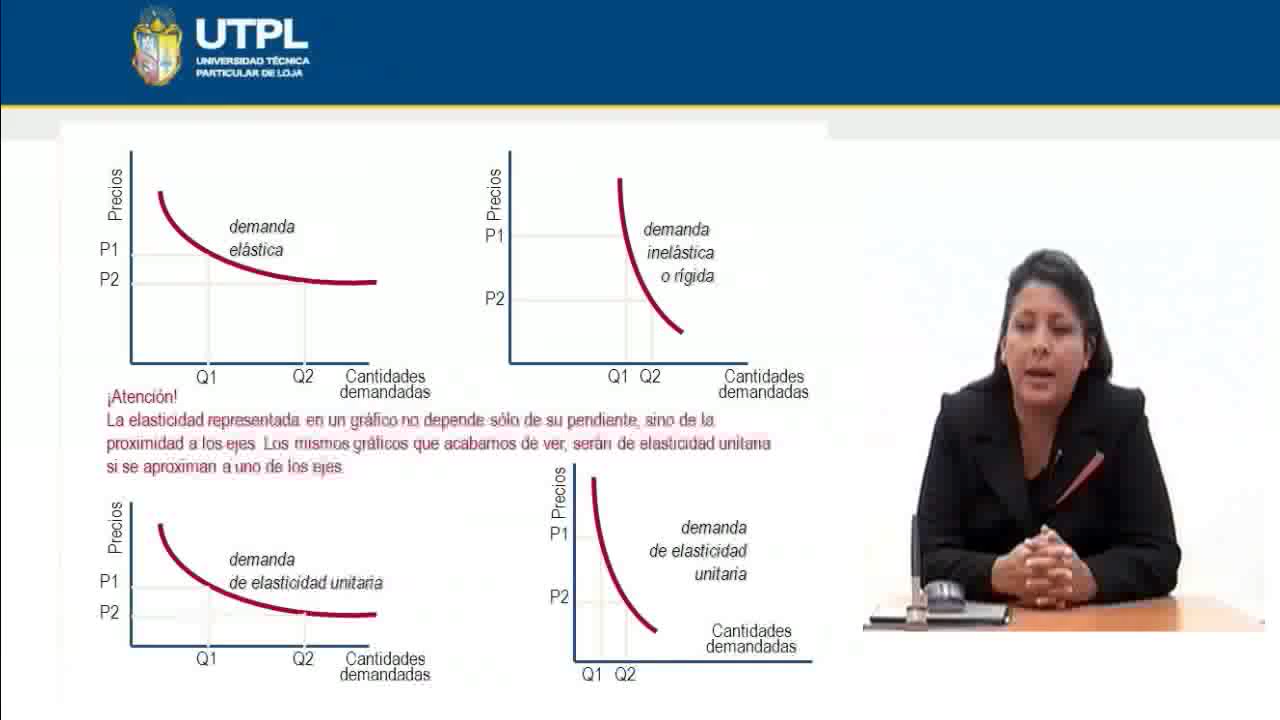 UTPL
UNIVERSIDAD TÉCNICA
PARTICULAR DE LOJA
Precios
P1
P2
demanda
elástica
Q1
Q2
Cantidades
demandadas
Precios
P1
P2
demanda
inelástica
o rígida
Q1
Q2
Cantidades
demandadas
¡Atención!
La elasticidad representada en un gráfico no depende sólo de su pendiente, sino de la
proximidad a los ejes. Los mismos gráficos que acabamos de ver, serán de elasticidad unitaria
si se aproximan a uno de los ejes.
Precios
P1
P2
demanda
de elasticidad unitaria
Q1
Q2
Cantidades
demandadas
Precios
P1
P2
demanda
de elasticidad
unitaria
Cantidades
demandadas
Q1
Q2